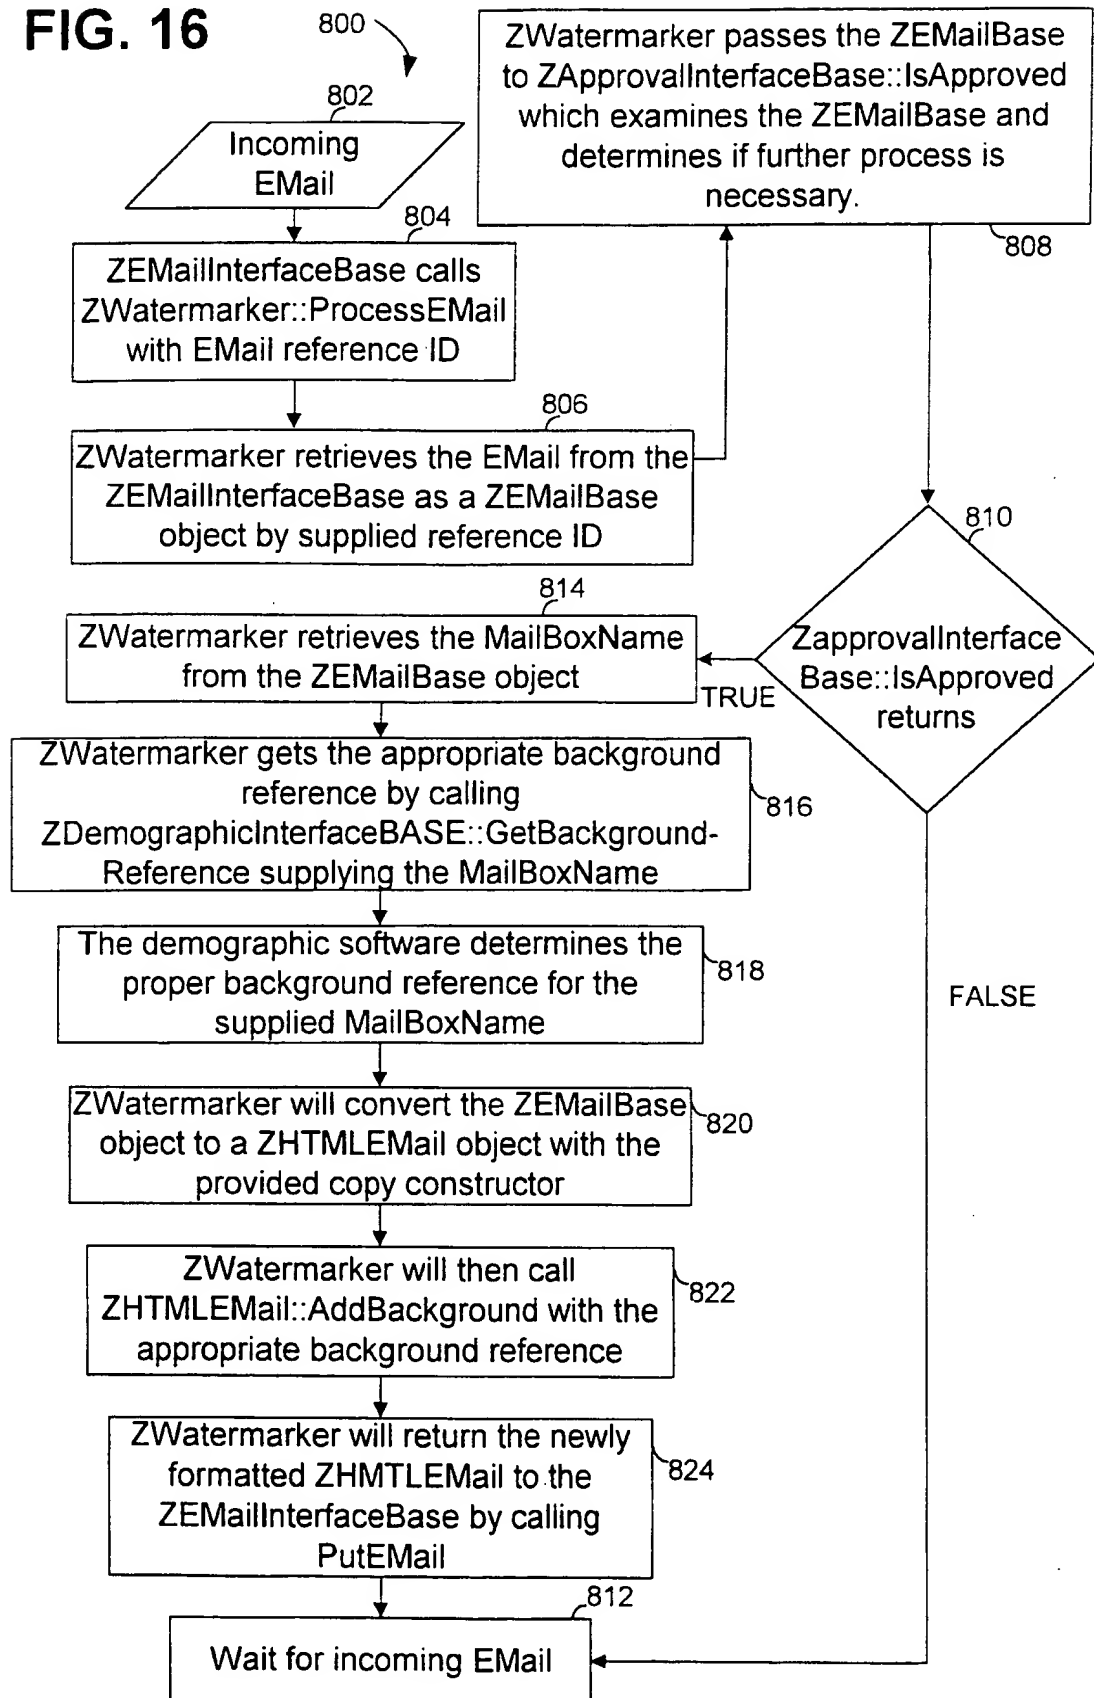 FIG. 16
800
802
Incoming
EMail
804
ZEMailInterfaceBase calls
ZWatermarker::ProcessEMail
with EMail reference ID
806
ZWatermarker retrieves the EMail from the
ZEMailInterfaceBase as a ZEMailBase
object by supplied reference ID
ZWatermarker passes the ZEMailBase
to ZApprovalInterfaceBase::IsApproved
which examines the ZEMailBase and
determines if further process is
necessary.
808
810
ZapprovalInterface
Base::IsApproved
returns
TRUE
FALSE
814
ZWatermarker retrieves the MailBoxName
from the ZEMailBase object
ZWatermarker gets the appropriate background
reference by calling
ZDemographicInterfaceBASE::GetBackground-
Reference supplying the MailBoxName
816
The demographic software determines the
proper background reference for the
supplied MailBoxName
818
ZWatermarker will convert the ZEMailBase
object to a ZHTMLEMail object with the
provided copy constructor
820
ZWatermarker will then call
ZHTMLEMail::AddBackground with the
appropriate background reference
822
ZWatermarker will return the newly
formatted ZHMTLEMail to the
ZEMailInterfaceBase by calling
PutEMail
824
812
Wait for incoming EMail